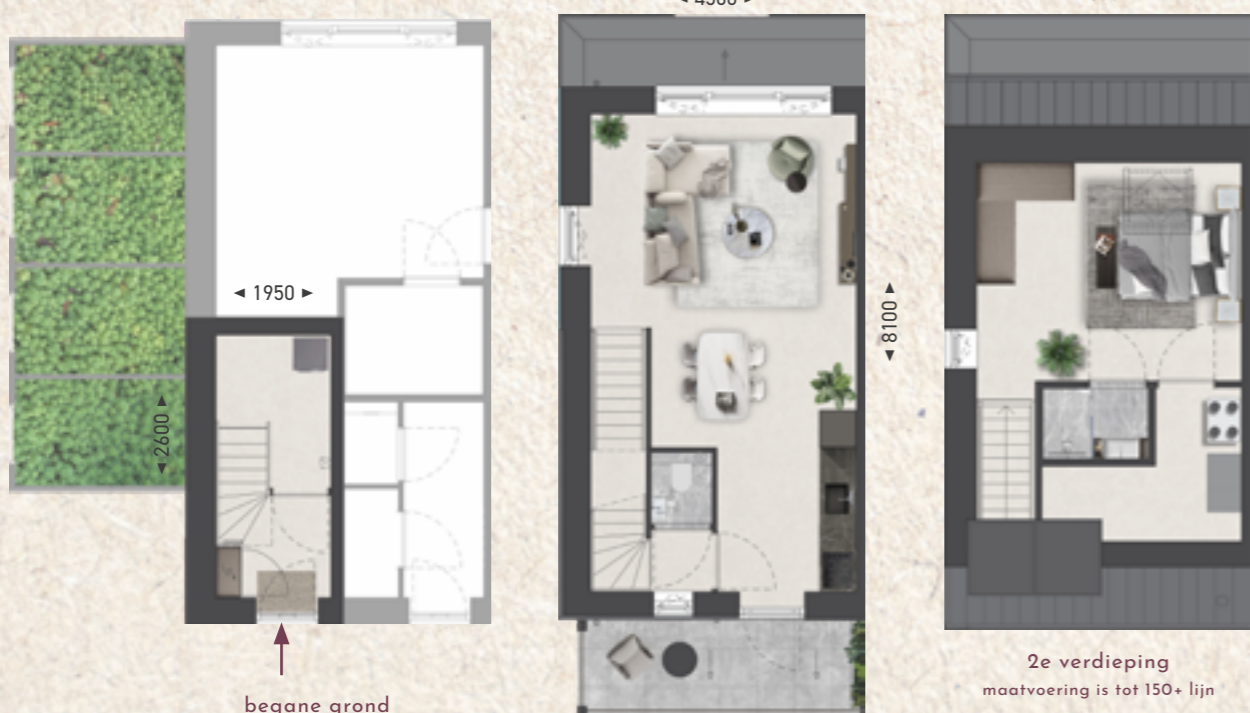 ◄ 1950 ►
◄ 2600 ►
begane grond
◄ 8100 ►
2e verdieping
maatvoering is tot 150+ lijn